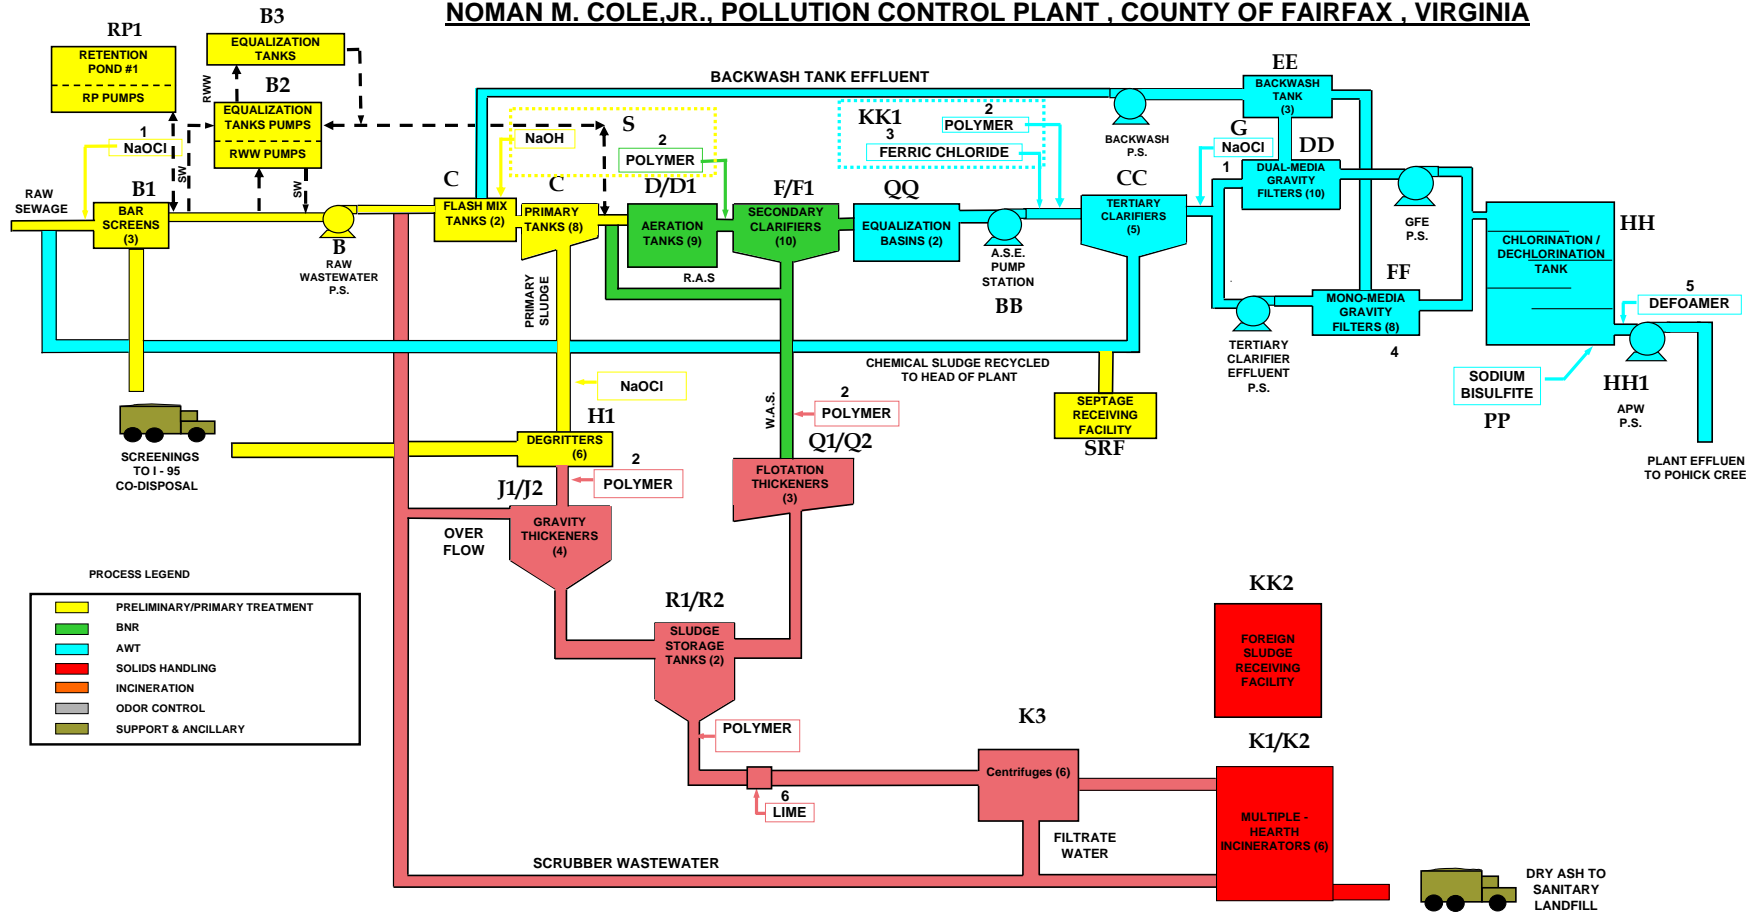 NOMAN M. COLE,JR., POLLUTION CONTROL PLANT , COUNTY OF FAIRFAX , VIRGINIA
RP1
RETENTION
POND #1
RP PUMPS
B3
EQUALIZATION
TANKS
RWW
B2
EQUALIZATION
TANKS PUMPS
RWW PUMPS
SW
SW
1
NaOCl
RAW
SEWAGE
B1
BAR
SCREENS
(3)
B
RAW
WASTEWATER
P.S.
BACKWASH TANK EFFLUENT
C
FLASH MIX
TANKS (2)
NaOH
S
2
POLYMER
C
PRIMARY
TANKS (8)
D/D1
AERATION
TANKS (9)
R.A.S
F/F1
SECONDARY
CLARIFIERS
(10)
KK1
3
FERRIC CHLORIDE
2
POLYMER
QQ
EQUALIZATION
BASINS (2)
A.S.E.
PUMP
STATION
BB
CC
TERTIARY
CLARIFIERS
(5)
BACKWASH
P.S.
EE
BACKWASH
TANK
(3)
G
NaOCl
1
DD
DUAL-MEDIA
GRAVITY
FILTERS (10)
GFE
P.S.
FF
MONO-MEDIA
GRAVITY
FILTERS (8)
4
TERTIARY
CLARIFIER
EFFLUENT
P.S.
HH
CHLORINATION /
DECHLORINATION
TANK
5
DEFOAMER
SODIUM
BISULFITE
PP
HH1
APW
P.S.
PLANT EFFLUEN
TO POHICK CREE
PRIMARY
SLUDGE
CHEMICAL SLUDGE RECYCLED
TO HEAD OF PLANT
SEPTAGE
RECEIVING
FACILITY
SRF
NaOCl
W.A.S.
2
POLYMER
H1
DEGRITTERS
(6)
2
POLYMER
SCREENINGS
TO I - 95
CO-DISPOSAL
J1/J2
GRAVITY
THICKENERS
(4)
OVER
FLOW
Q1/Q2
FLOTATION
THICKENERS
(3)
PROCESS LEGEND
PRELIMINARY/PRIMARY TREATMENT
BNR
AWT
SOLIDS HANDLING
INCINERATION
ODOR CONTROL
SUPPORT & ANCILLARY
R1/R2
SLUDGE
STORAGE
TANKS (2)
POLYMER
6
LIME
K3
Centrifuges (6)
FILTRATE
WATER
SCRUBBER WASTEWATER
KK2
FOREIGN
SLUDGE
RECEIVING
FACILITY
K1/K2
MULTIPLE -
HEARTH
INCINERATORS (6)
DRY ASH TO
SANITARY
LANDFILL